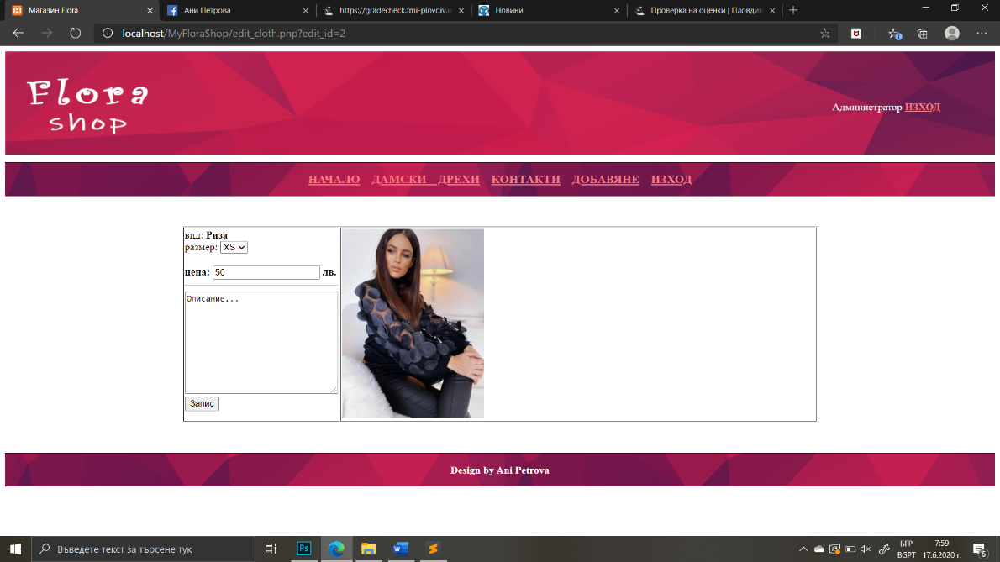 Магазин Flora
Ани Петрова
https://gradecheck.fmi-plovdiv.o
Новини
Проверка на оценки | Пловдив
localhost/MyFloraShop/edit_cloth.php?edit_id=2
Flora
shop
Администратор ИЗХОД
НАЧАЛО ДАМСКИ ДРЕХИ КОНТАКТИ ДОБАВЯНЕ ИЗХОД
вид: Риза
размер: XS
цена: 50 лв.
Описание...
Запис
Design by Ani Petrova
Въведете текст за търсене тук
Ps
W
БГР
BGPT
7:59
17.6.2020 г.
6